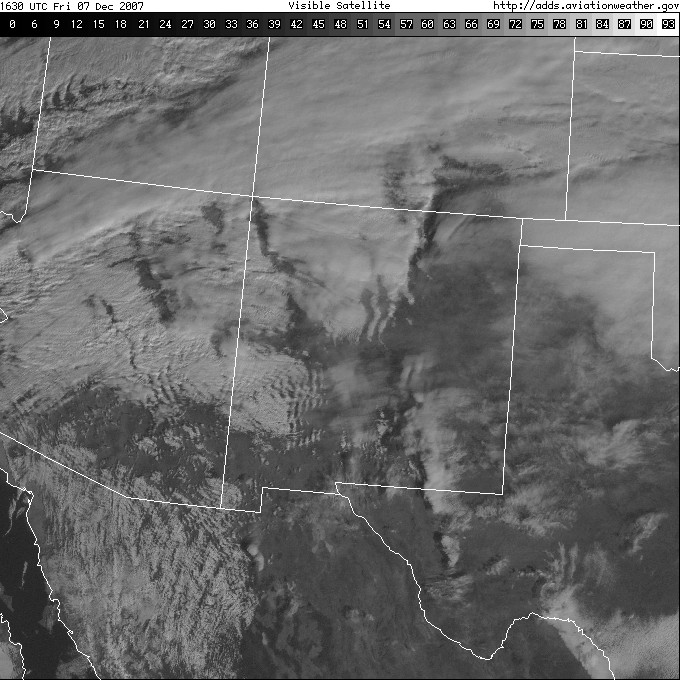 1630 UTC Fri 07 Dec 2007 Visible Satellite http://adds.aviationweather.gov
0 6 9 12 15 18 21 24 27 30 33 36 39 42 45 48 51 54 57 60 63 66 69 72 75 78 81 84 87 90 93